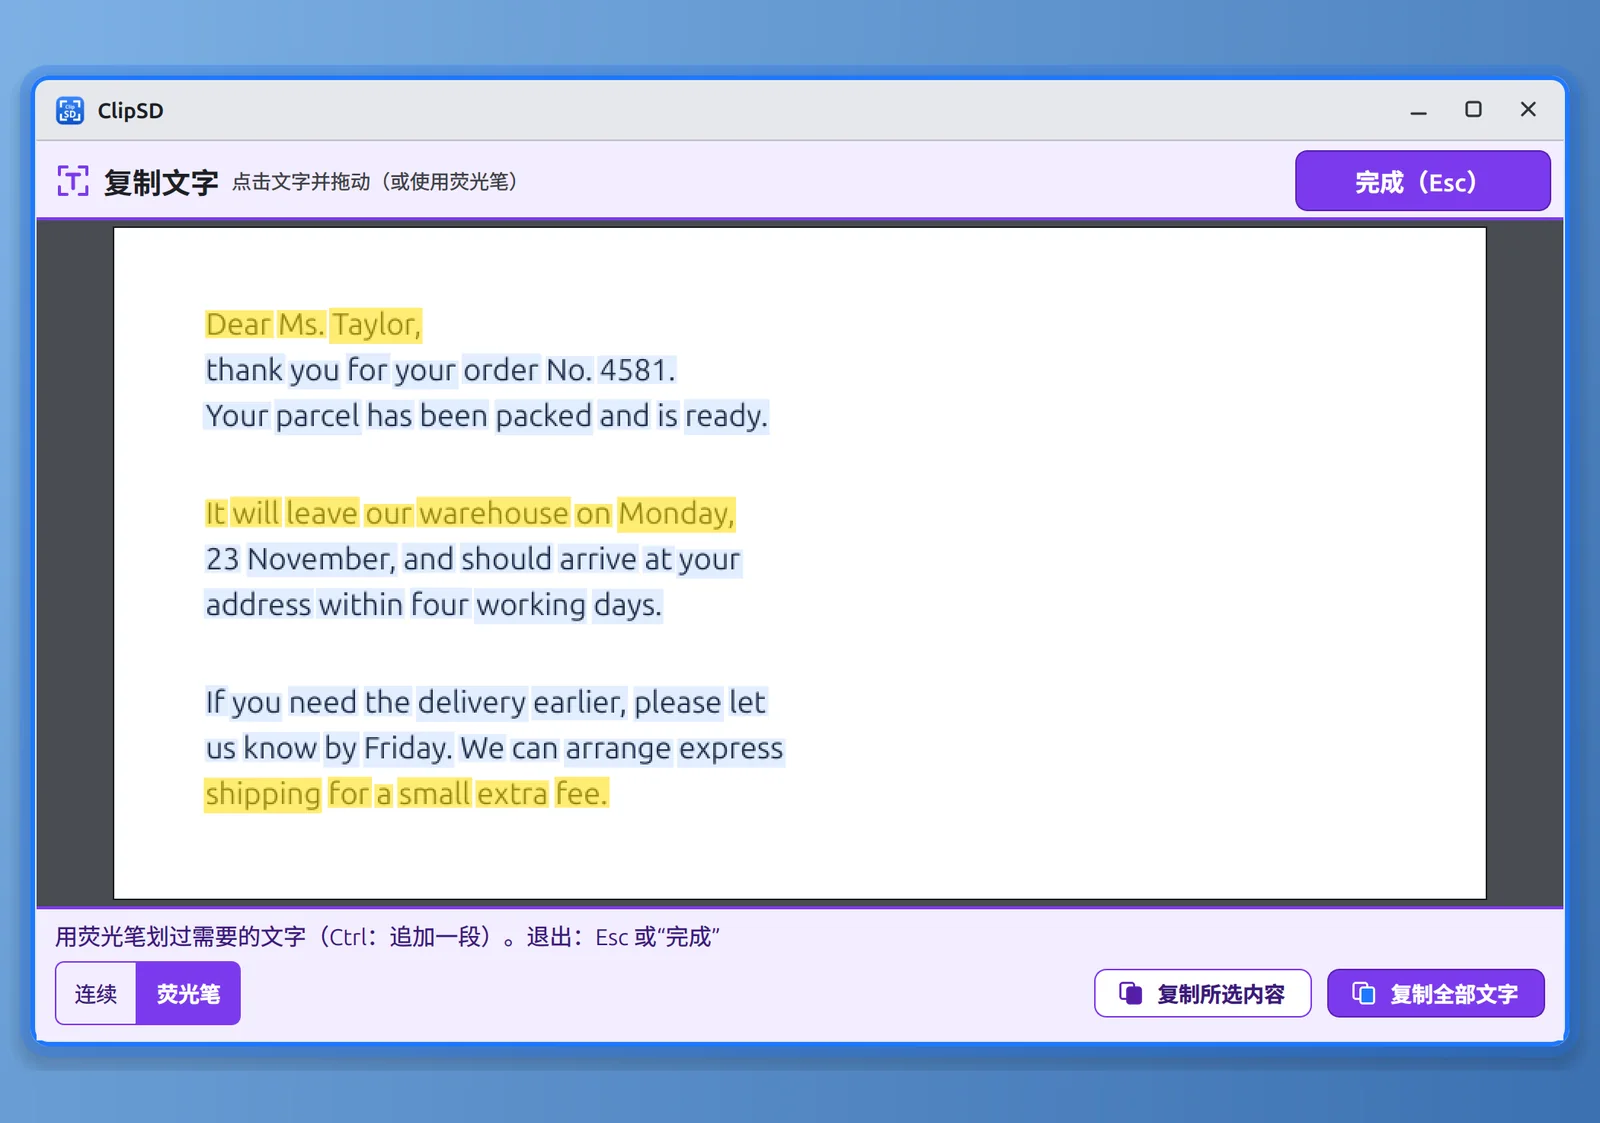 ClipSD
复制文字 点击文字并拖动（或使用荧光笔）
完成（Esc）
Dear Ms. Taylor,
thank you for your order No. 4581.
Your parcel has been packed and is ready.
It will leave our warehouse on Monday,
23 November, and should arrive at your
address within four working days.
If you need the delivery earlier, please let
us know by Friday. We can arrange express
shipping for a small extra fee.
用荧光笔划过需要的文字（Ctrl：追加一段）。退出：Esc 或“完成”
连续 荧光笔 复制所选内容 复制全部文字